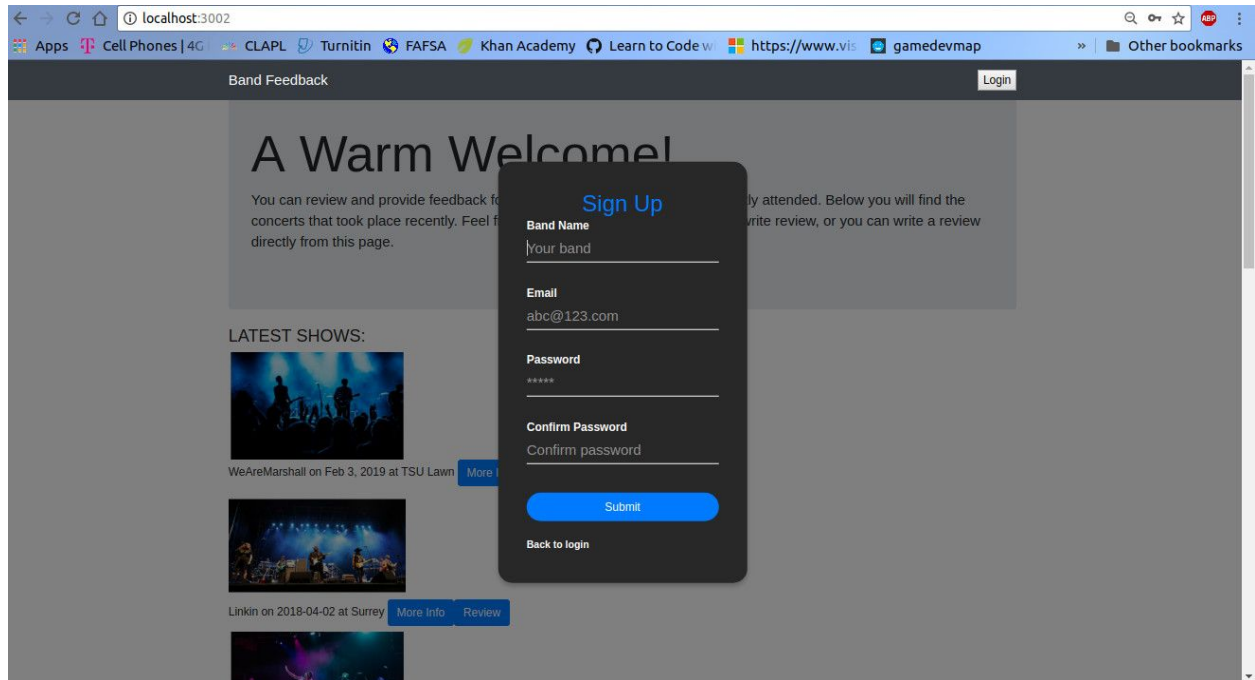 localhost:3002
ABP
Apps Cell Phones | 4G CLAPL Turnitin FAFSA Khan Academy Learn to Code w https://www.vis gamedevmap » Other bookmarks
Band Feedback Login
A Warm Welcome!
You can review and provide feedback fo ly attended. Below you will find the
concerts that took place recently. Feel f write review, or you can write a review
directly from this page.
Sign Up
Band Name
Your band
Email
abc@123.com
Password
*****
Confirm Password
Confirm password
Submit
Back to login
LATEST SHOWS:
WeAreMarshall on Feb 3, 2019 at TSU Lawn More I
Linkin on 2018-04-02 at Surrey More Info Review